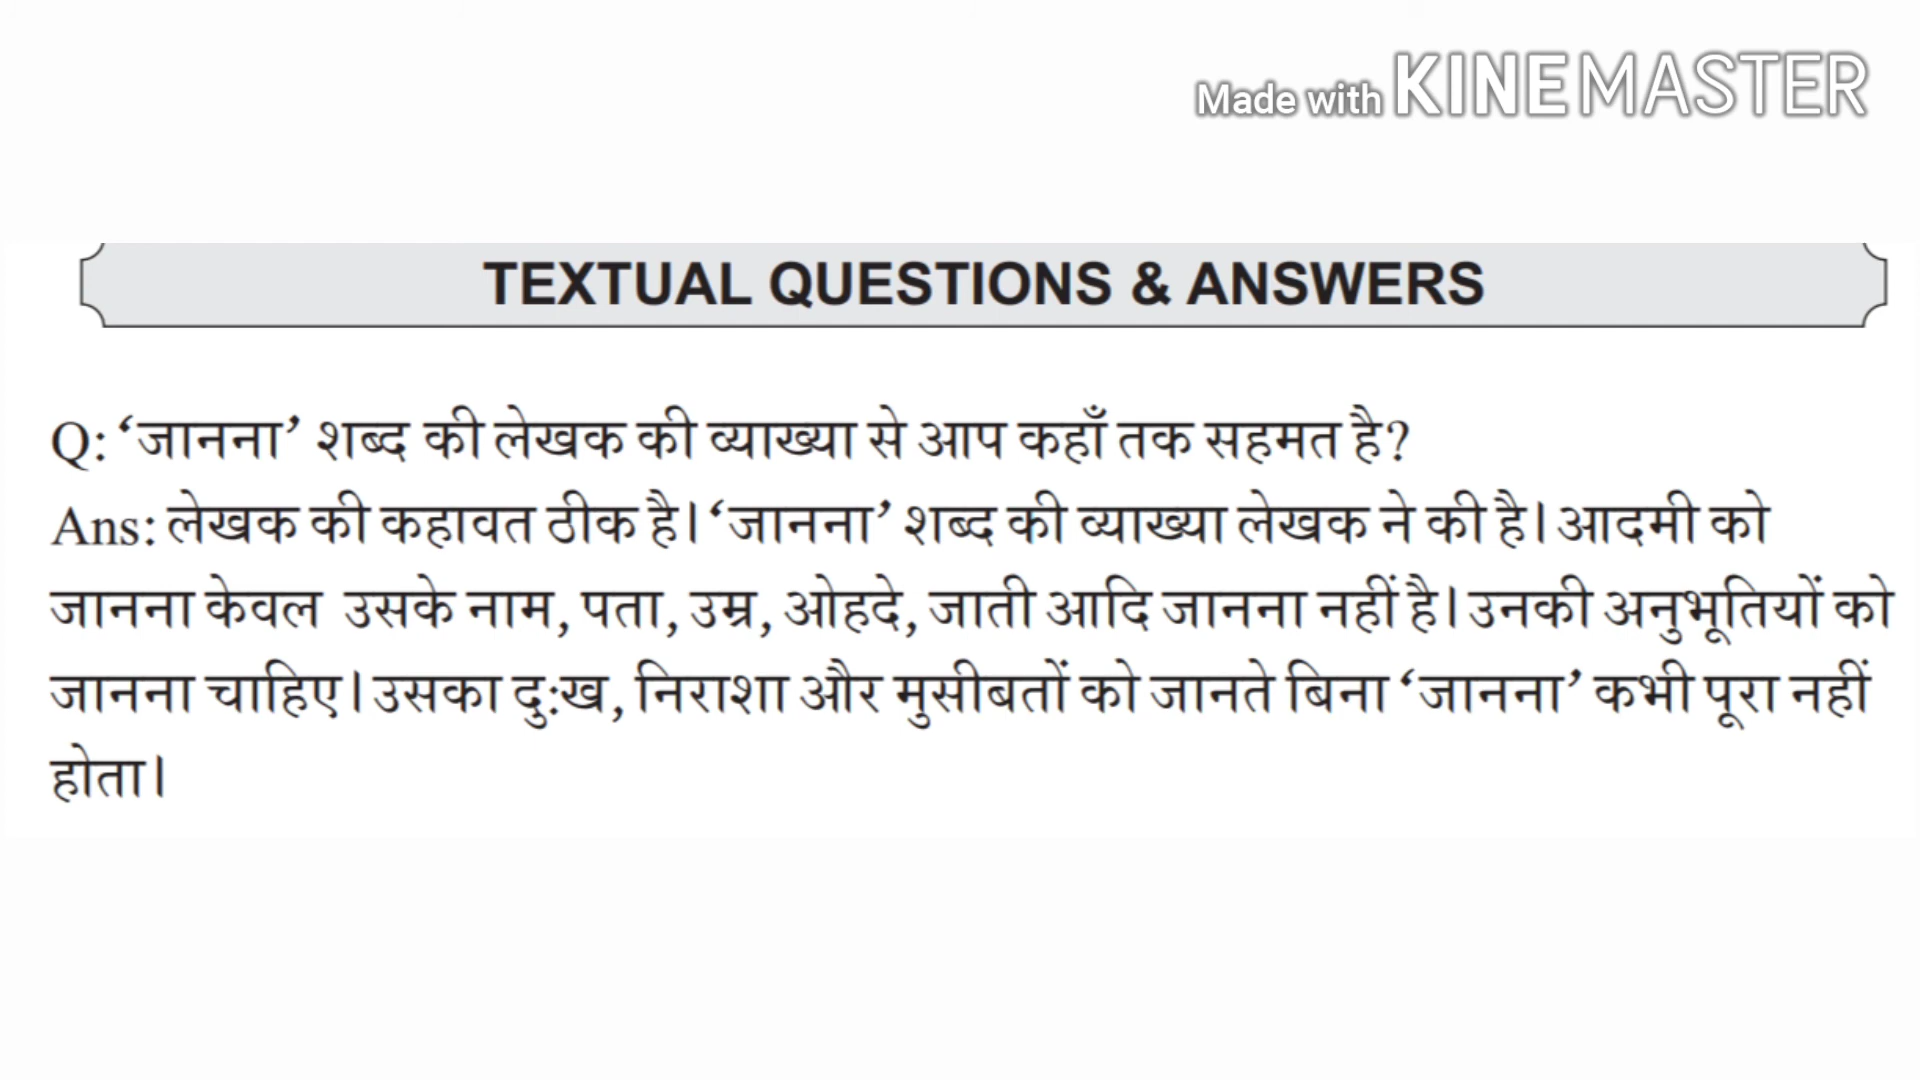 Made with KINEMASTER
TEXTUAL QUESTIONS & ANSWERS
Q: ‘जानना’ शब्द की लेखक की व्याख्या से आप कहाँ तक सहमत है?
Ans: लेखक की कहावत ठीक है। ‘जानना’ शब्द की व्याख्या लेखक ने की है। आदमी को
जानना केवल उसके नाम, पता, उम्र, ओहदे, जाती आदि जानना नहीं है। उनकी अनुभूतियों को
जानना चाहिए। उसका दु:ख, निराशा और मुसीबतों को जानते बिना ‘जानना’ कभी पूरा नहीं
होता।